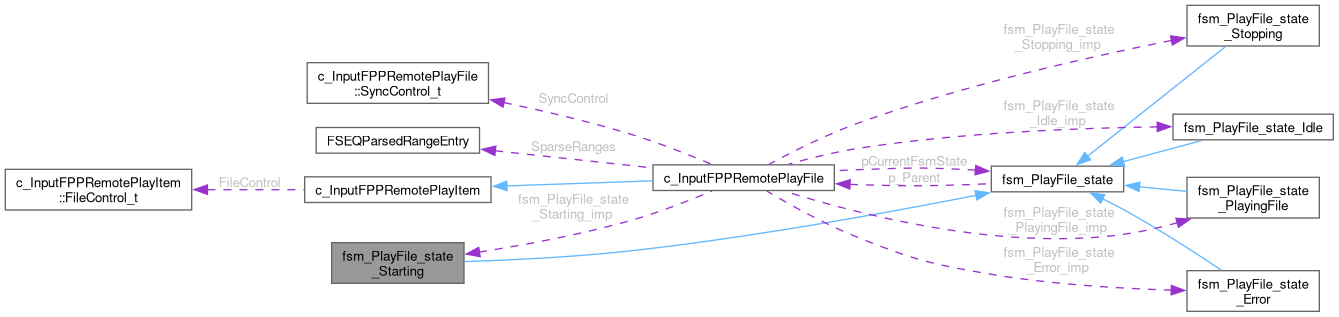 fsm_PlayFile_state
_Stopping
fsm_PlayFile_state
_Stopping_imp
c_InputFPPRemotePlayFile
::SyncControl_t
SyncControl
fsm_PlayFile_state
_Idle_imp
fsm_PlayFile_state_Idle
FSEQParsedRangeEntry
SparseRanges
pCurrentFsmState
p_Parent
c_InputFPPRemotePlayItem
::FileControl_t
FileControl
c_InputFPPRemotePlayItem
c_InputFPPRemotePlayFile
fsm_PlayFile_state
fsm_PlayFile_state
_PlayingFile
fsm_PlayFile_state
_Starting_imp
fsm_PlayFile_state
_PlayingFile_imp
fsm_PlayFile_state
_Starting
fsm_PlayFile_state
_Error_imp
fsm_PlayFile_state
_Error